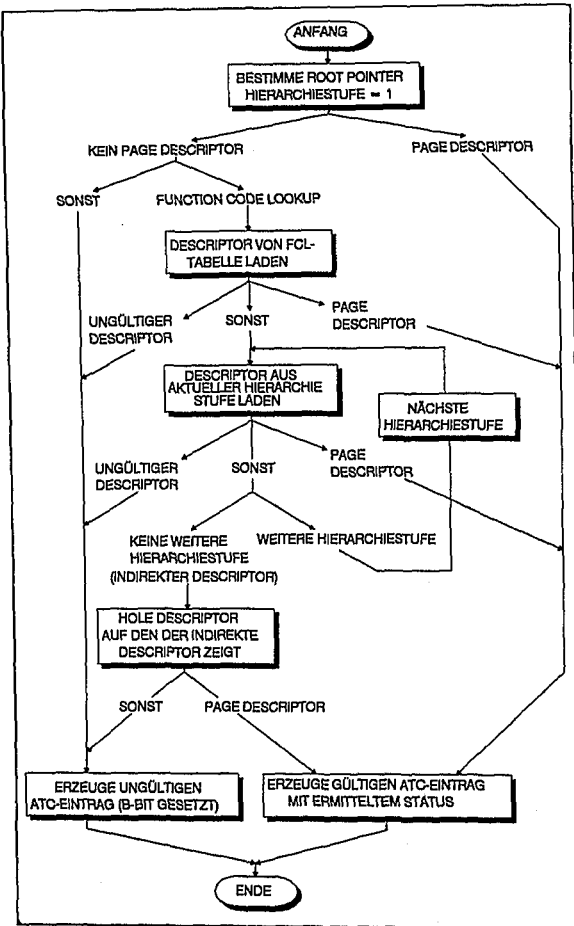 ANFANG
BESTIMME ROOT POINTER
HIERARCHIESTUFE = 1
KEIN PAGE DESCRIPTOR
PAGE DESCRIPTOR
SONST
FUNCTION CODE LOOKUP
DESCRIPTOR VON FCL-
TABELLE LADEN
UNGÜLTIGER
DESCRIPTOR
SONST
PAGE
DESCRIPTOR
DESCRIPTOR AUS
AKTUELLER HIERARCHIE
STUFE LADEN
NÄCHSTE
HIERARCHIESTUFE
UNGÜLTIGER
DESCRIPTOR
SONST
PAGE
DESCRIPTOR
KEINE WEITERE
HIERARCHIESTUFE
(INDIREKTER DESCRIPTOR)
WEITERE HIERARCHIESTUFE
HOLE DESCRIPTOR
AUF DEN DER INDIREKTE
DESCRIPTOR ZEIGT
SONST
PAGE DESCRIPTOR
ERZEUGE UNGÜLTIGEN
ATC-EINTRAG (B-BIT GESETZT)
ERZEUGE GÜLTIGEN ATC-EINTRAG
MIT ERMITTELTEM STATUS
ENDE